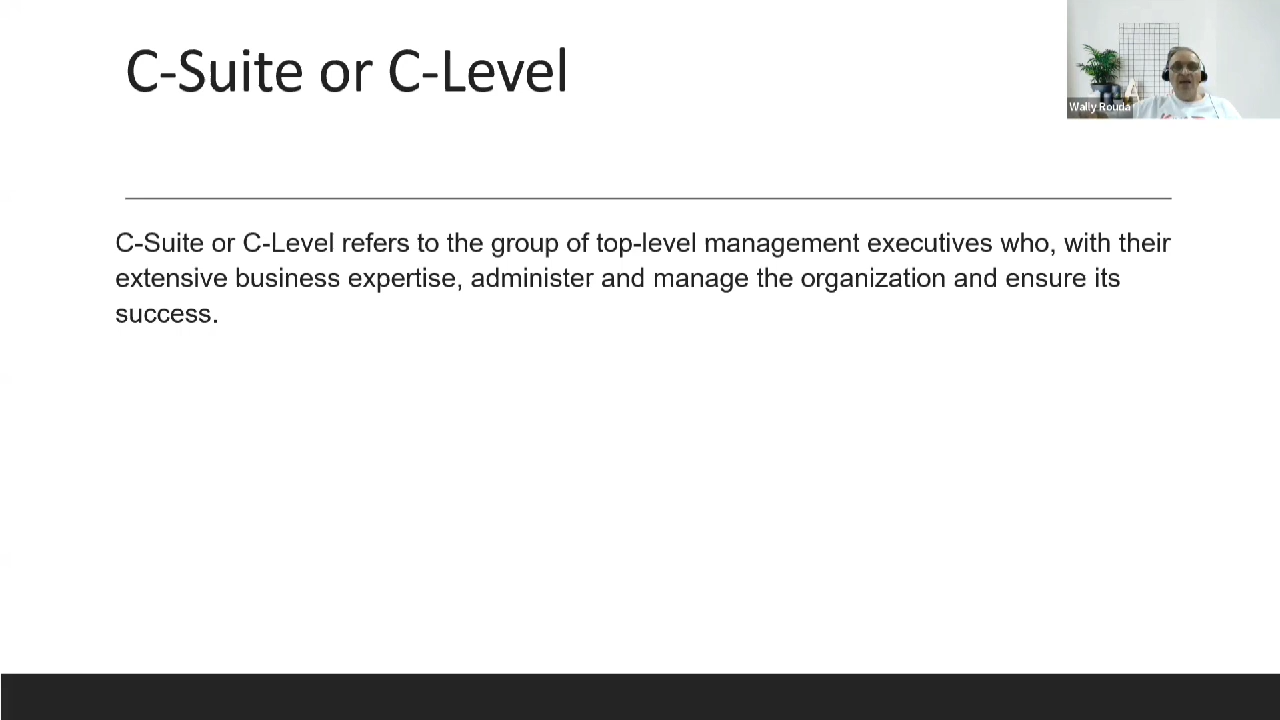 C-Suite or C-Level
Wally Rouda
C-Suite or C-Level refers to the group of top-level management executives who, with their
extensive business expertise, administer and manage the organization and ensure its
success.